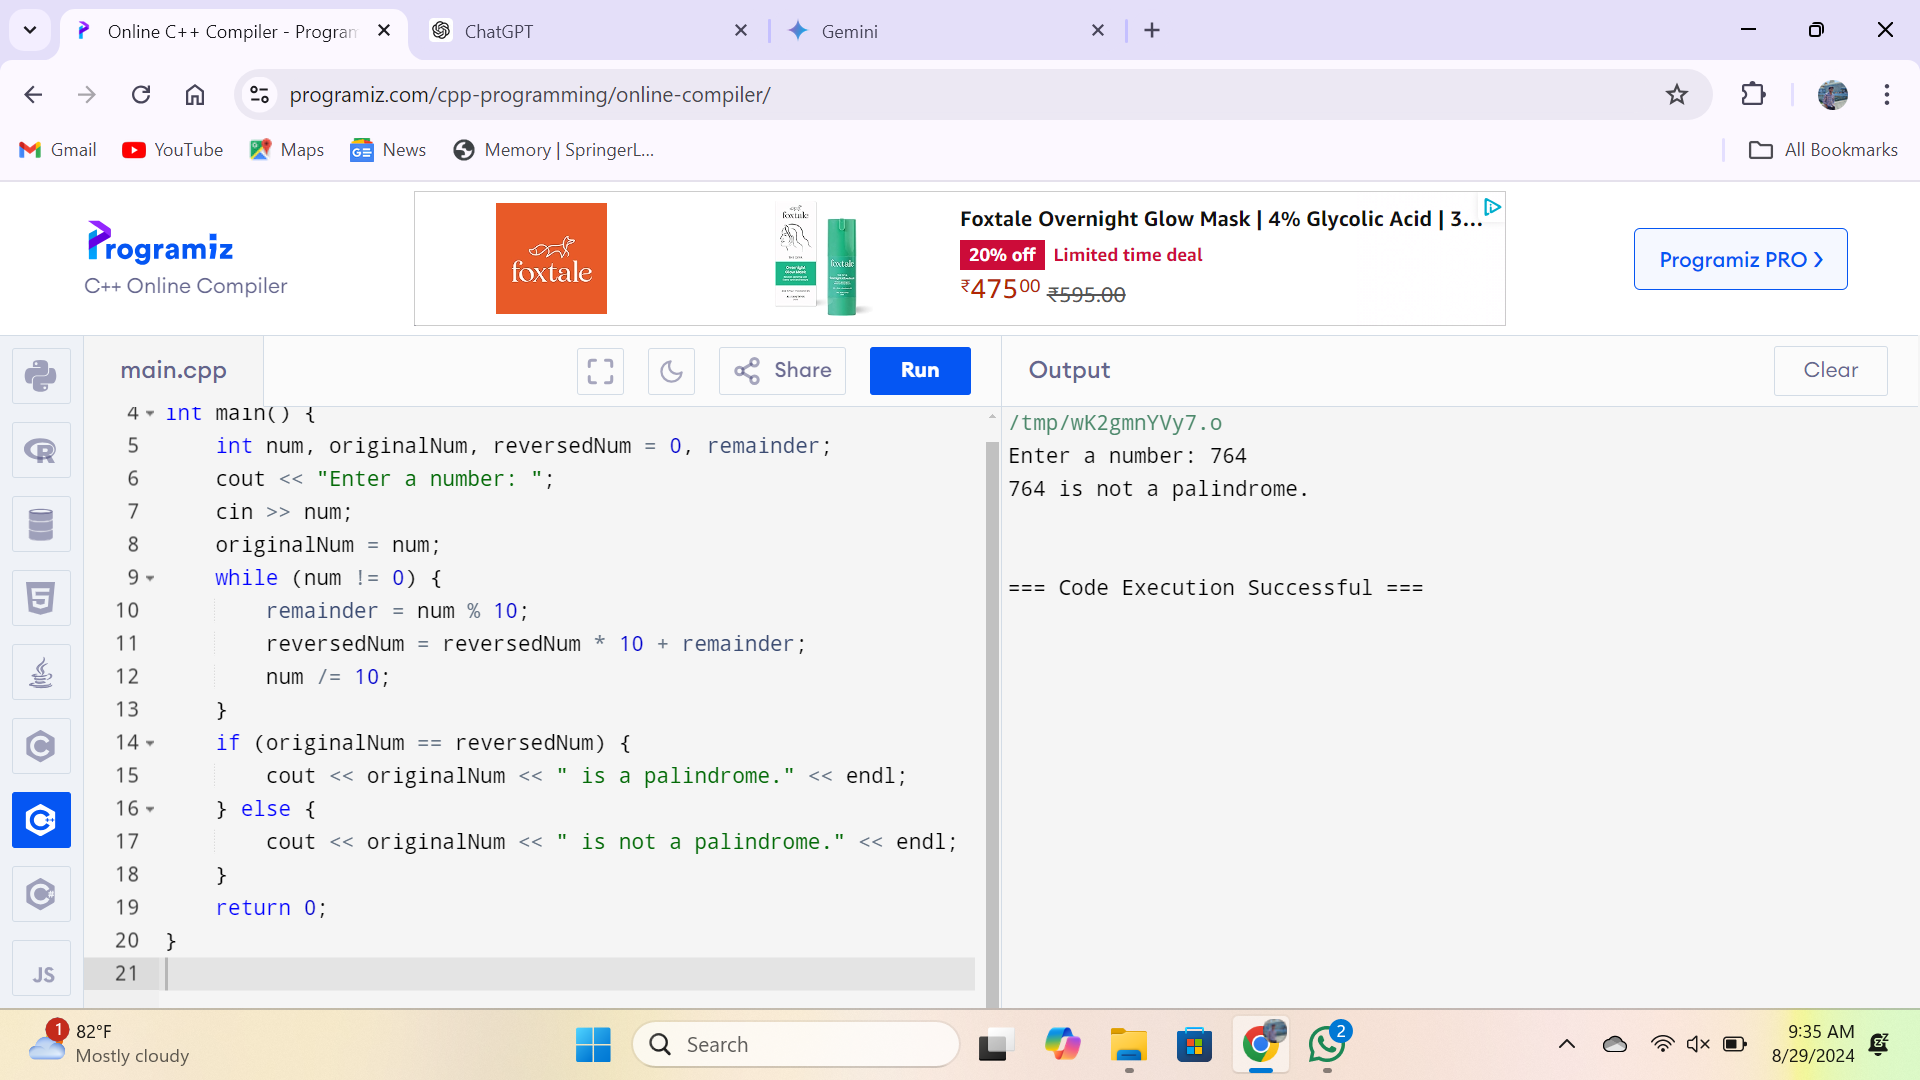 Online C++ Compiler - Program
ChatGPT
Gemini
programiz.com/cpp-programming/online-compiler/
Gmail
YouTube
Maps
News
Memory | SpringerL...
All Bookmarks
Programiz
C++ Online Compiler
foxtale
foxtale
foxtale
Foxtale Overnight Glow Mask | 4% Glycolic Acid | 3...
20% off Limited time deal
₹47500 ₹595.00
Programiz PRO ❯
main.cpp
Share
Run
Output
Clear
4 int main() {
5 int num, originalNum, reversedNum = 0, remainder;
6 cout << "Enter a number: ";
7 cin >> num;
8 originalNum = num;
9 while (num != 0) {
10 remainder = num % 10;
11 reversedNum = reversedNum * 10 + remainder;
12 num /= 10;
13 }
14 if (originalNum == reversedNum) {
15 cout << originalNum << " is a palindrome." << endl;
16 } else {
17 cout << originalNum << " is not a palindrome." << endl;
18 }
19 return 0;
20 }
21
/tmp/wK2gmnYVy7.o
Enter a number: 764
764 is not a palindrome.
=== Code Execution Successful ===
JS
1
82°F
Mostly cloudy
Search
2
9:35 AM
8/29/2024